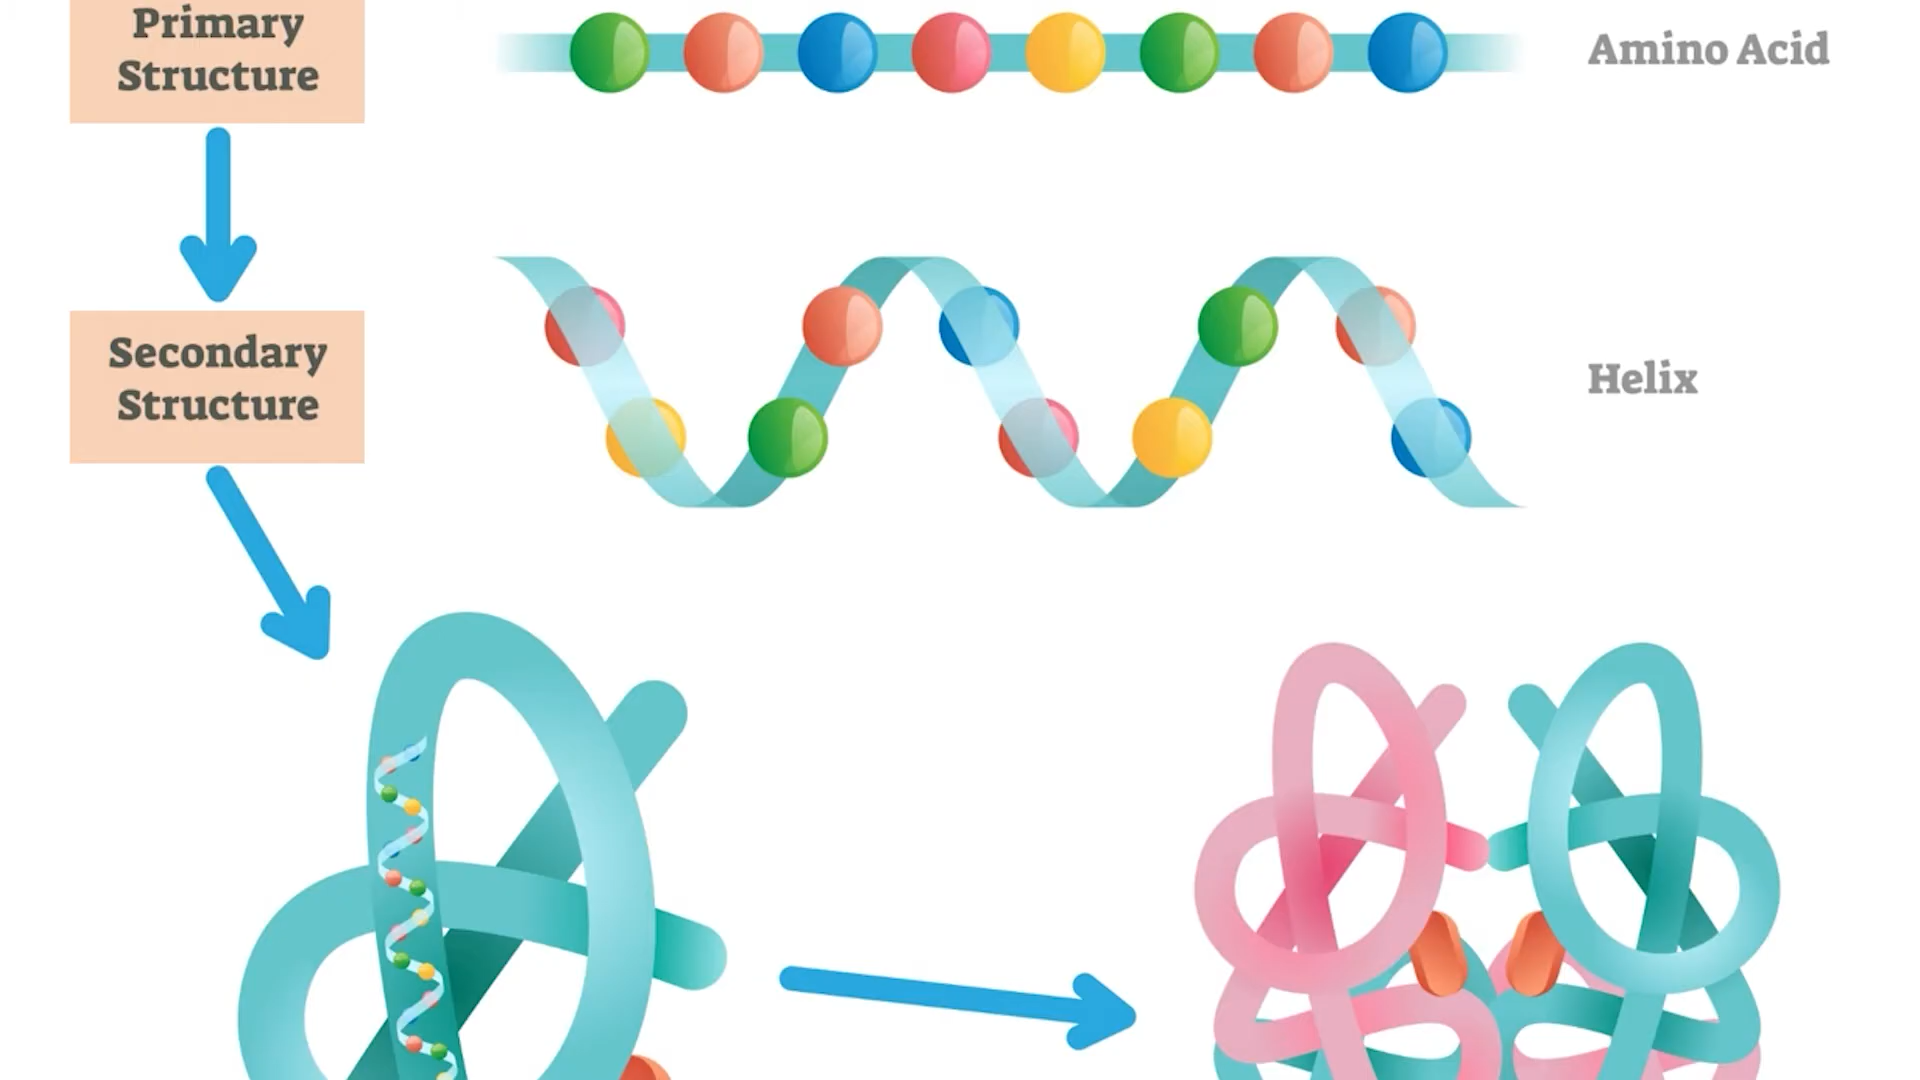 Primary
Structure
Amino Acid
Secondary
Structure
Helix